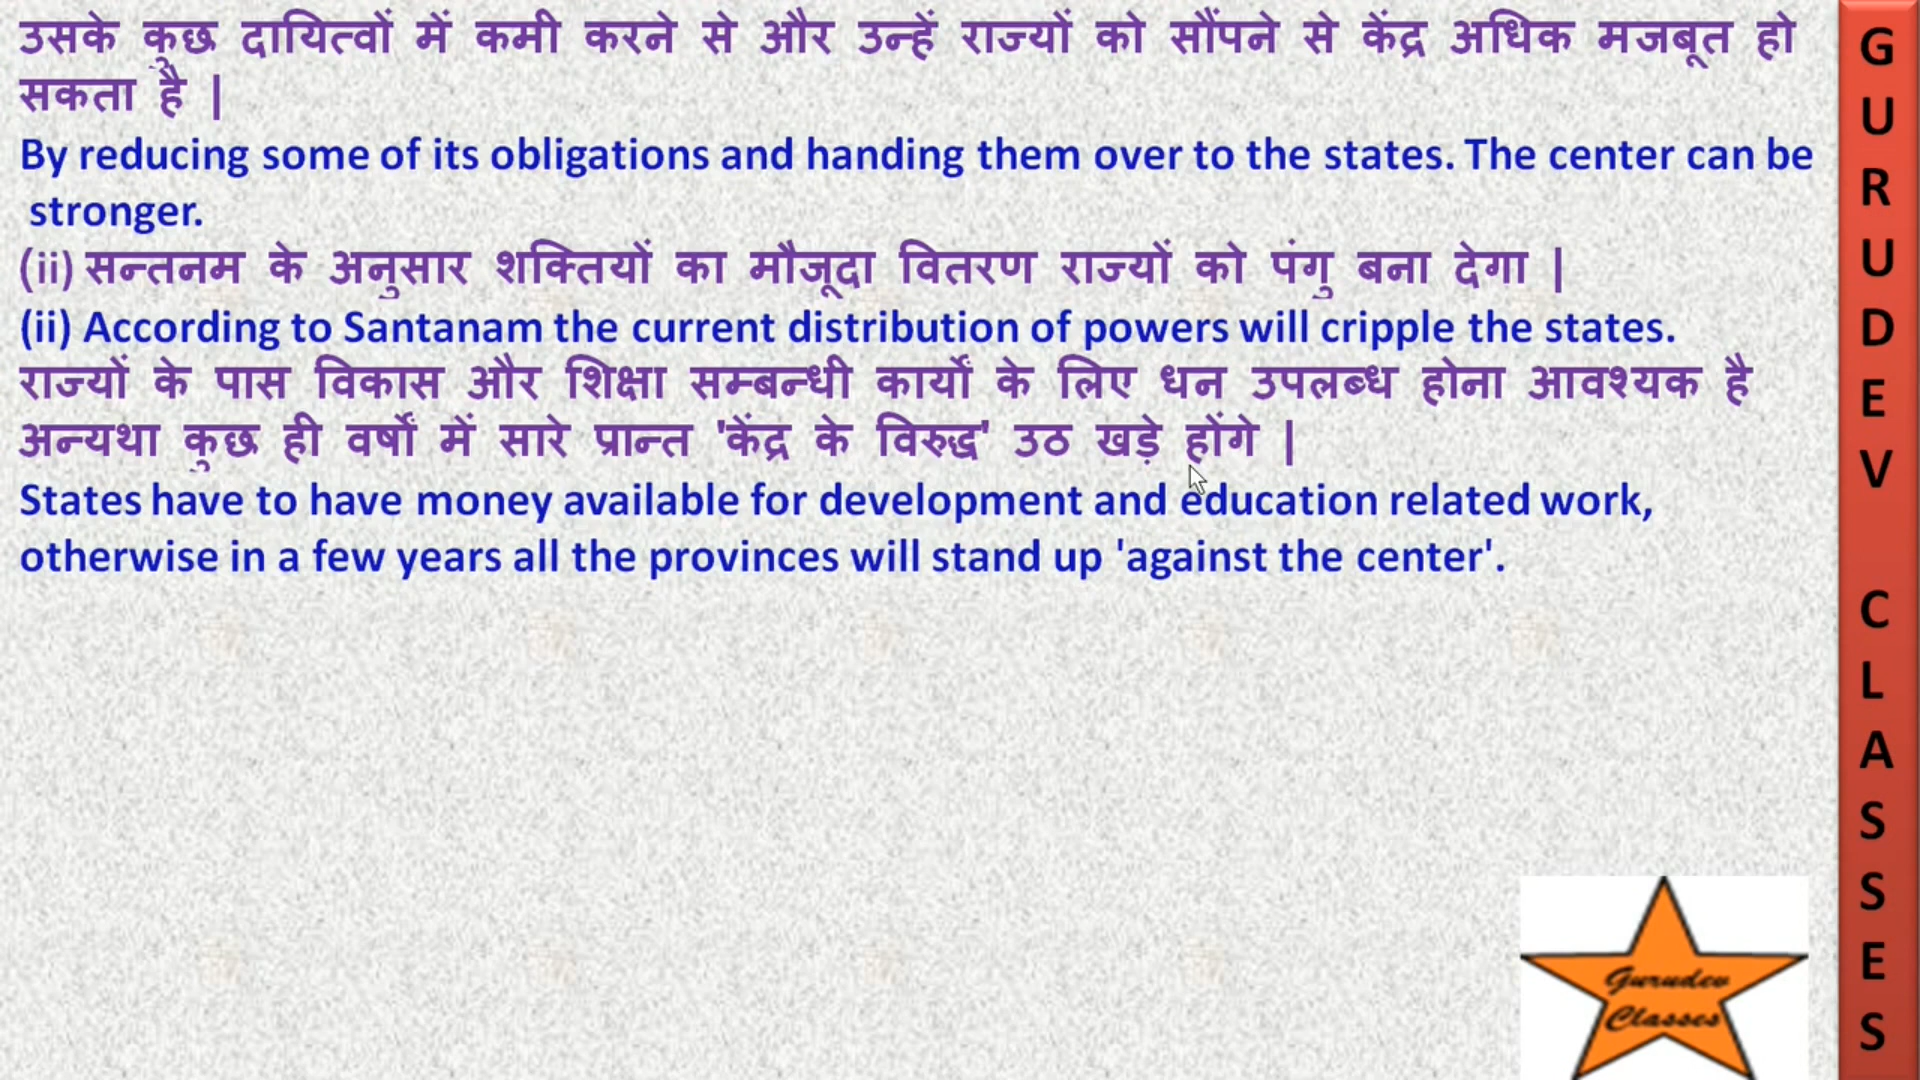 उसके कुछ दायित्वों में कमी करने से और उन्हें राज्यों को सौंपने से केंद्र अधिक मजबूत हो
सकता है |
By reducing some of its obligations and handing them over to the states. The center can be
stronger.
(ii) सन्तनम के अनुसार शक्तियों का मौजूदा वितरण राज्यों को पंगु बना देगा |
(ii) According to Santanam the current distribution of powers will cripple the states.
राज्यों के पास विकास और शिक्षा सम्बन्धी कार्यों के लिए धन उपलब्ध होना आवश्यक है
अन्यथा कुछ ही वर्षों में सारे प्रान्त 'केंद्र के विरुद्ध' उठ खड़े होंगे |
States have to have money available for development and education related work,
otherwise in a few years all the provinces will stand up 'against the center'.
GURUDEV CLASSES
Gurudev
Classes